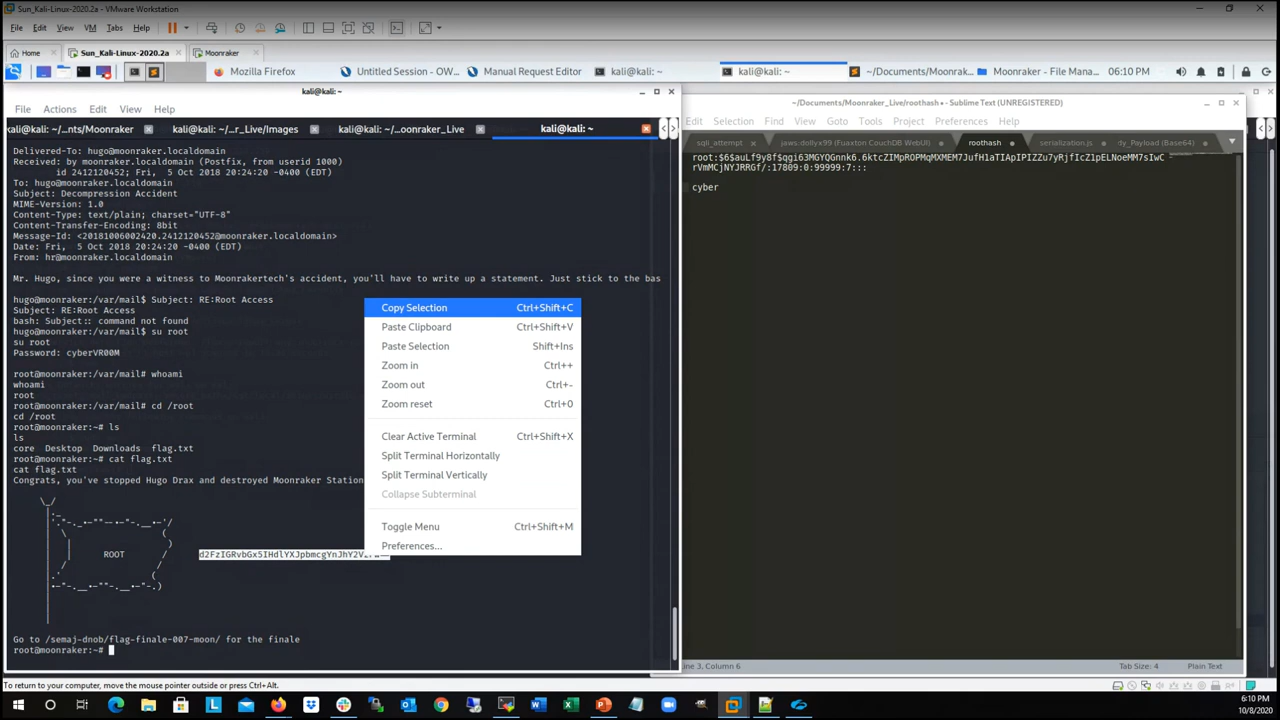 Sun_Kali-Linux-2020.2a - VMware Workstation
File Edit View VM Tabs Help
Home Sun_Kali-Linux-2020.2a Moonraker
Mozilla Firefox Untitled Session - OW... Manual Request Editor kali@kali: ~ kali@kali: ~ ~/Documents/Moonrak... Moonraker - File Mana... 06:10 PM
kali@kali: ~
File Actions Edit View Help
kali@kali: ~/...nts/Moonraker kali@kali: ~/...r_Live/Images kali@kali: ~/...oonraker_Live kali@kali: ~
Delivered-To: hugo@moonraker.localdomain
Received: by moonraker.localdomain (Postfix, from userid 1000)
id 2412120452; Fri, 5 Oct 2018 20:24:20 -0400 (EDT)
To: hugo@moonraker.localdomain
Subject: Decompression Accident
MIME-Version: 1.0
Content-Type: text/plain; charset="UTF-8"
Content-Transfer-Encoding: 8bit
Message-Id: <20181006002420.2412120452@moonraker.localdomain>
Date: Fri, 5 Oct 2018 20:24:20 -0400 (EDT)
From: hr@moonraker.localdomain
Mr. Hugo, since you were a witness to Moonrakertech's accident, you'll have to write up a statement. Just stick to the bas
hugo@moonraker:/var/mail$ Subject: RE:Root Access
Subject: RE:Root Access
bash: Subject:: command not found
hugo@moonraker:/var/mail$ su root
su root
Password: cyberVR00M
root@moonraker:/var/mail# whoami
whoami
root
root@moonraker:/var/mail# cd /root
cd /root
root@moonraker:~# ls
ls
core Desktop Downloads flag.txt
root@moonraker:~# cat flag.txt
cat flag.txt
Congrats, you've stopped Hugo Drax and destroyed Moonraker Station
ROOT
Go to /semaj-dnob/flag-finale-007-moon/ for the finale
root@moonraker:~#
Copy Selection Ctrl+Shift+C
Paste Clipboard Ctrl+Shift+V
Paste Selection Shift+Ins
Zoom in Ctrl++
Zoom out Ctrl+-
Zoom reset Ctrl+0
Clear Active Terminal Ctrl+Shift+X
Split Terminal Horizontally
Split Terminal Vertically
Collapse Subterminal
Toggle Menu Ctrl+Shift+M
Preferences...
~/Documents/Moonraker_Live/roothash • - Sublime Text (UNREGISTERED)
Edit Selection Find View Goto Tools Project Preferences Help
sqli_attempt jaws.dollyx99 (Fuaxton CouchDB WebUI) roothash serialization.js dy_Payload (Base64)
rVmMCjNYJRRGf/:17809:0:99999:7:::
cyber
ine 3, Column 6 Tab Size: 4 Plain Text
To return to your computer, move the mouse pointer outside or press Ctrl+Alt.
6:10 PM
10/8/2020